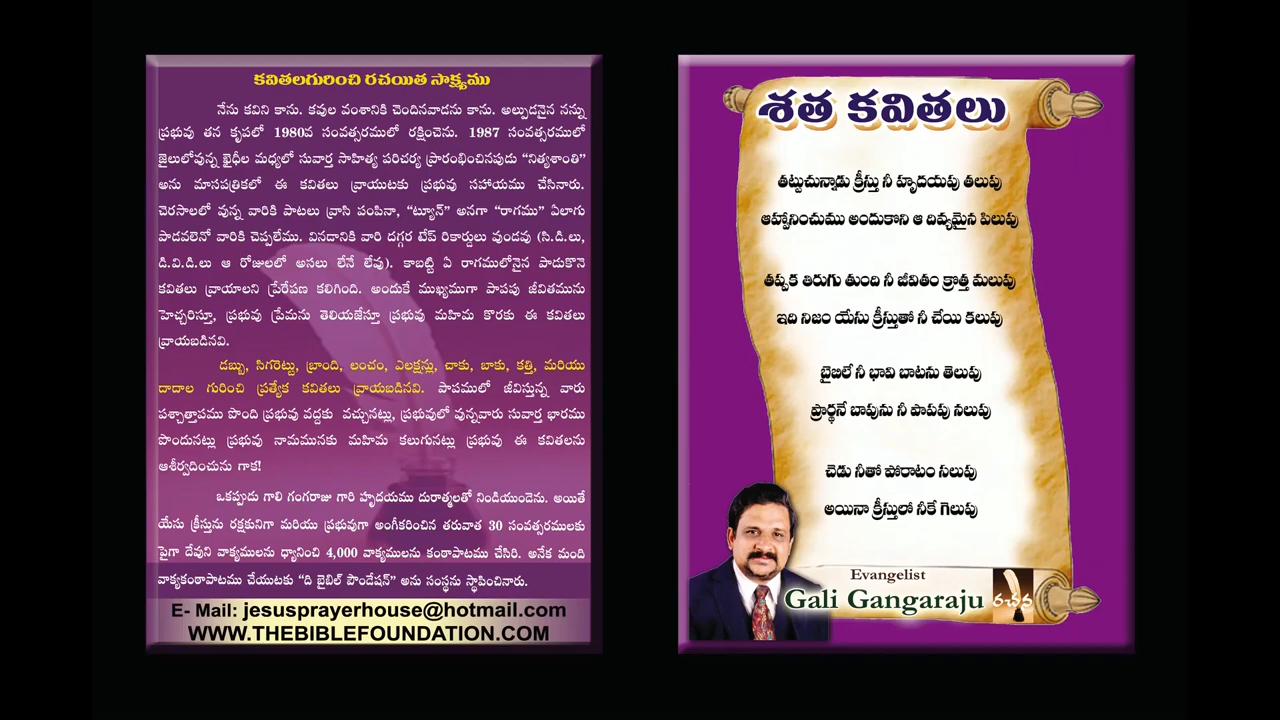 కవితలగురించి రచయిత సాక్ష్యము
నేను కవిని కాను. కవుల వంశానికి చెందినవాడను కాను. అల్పుడనైన నన్ను
ప్రభువు తన కృపలో 1980వ సంవత్సరములో రక్షించెను. 1987 సంవత్సరములో
జైలులోవున్న ఖైధీల మధ్యలో సువార్త సాహిత్య పరిచర్య ప్రారంభించినపుడు “నిత్యశాంతి”
అను మాసపత్రికలో ఈ కవితలు వ్రాయుటకు ప్రభువు సహాయము చేసినారు.
చెరసాలలో వున్న వారికి పాటలు వ్రాసి పంపినా, “ట్యూన్” అనగా “రాగము” ఏలాగు
పాడవలెనో వారికి చెప్పలేము. వినడానికి వారి దగ్గర టేప్ రికార్డులు వుండవు (సి.డి.లు,
డి.వి.డి.లు ఆ రోజులలో అసలు లేనే లేవు). కాబట్టి ఏ రాగములోనైన పాడుకొనె
కవితలు వ్రాయాలని ప్రేరేపణ కలిగింది. అందుకే ముఖ్యముగా పాపపు జీవితమును
హెచ్చరిస్తూ, ప్రభువు ప్రేమను తెలియజేస్తూ ప్రభువు మహిమ కొరకు ఈ కవితలు
వ్రాయబడినవి.
డబ్బు, సిగరెట్టు, బ్రాంది, లంచం, ఎలక్షన్లు, చాకు, బాకు, కత్తి, మరియు
దాదాల గురించి ప్రత్యేక కవితలు వ్రాయబడినవి. పాపములో జీవిస్తున్న వారు
పశ్చాత్తాపము పొంది ప్రభువు వద్దకు వచ్చునట్లు, ప్రభువులో వున్నవారు సువార్త భారము
పొందునట్లు ప్రభువు నామమునకు మహిమ కలుగునట్లు ప్రభువు ఈ కవితలను
ఆశీర్వదించును గాక!
ఒకప్పుడు గాలి గంగరాజు గారి హృదయము దురాత్మలతో నిండియుండెను. అయితే
యేసు క్రీస్తును రక్షకునిగా మరియు ప్రభువుగా అంగీకరించిన తరువాత 30 సంవత్సరములకు
పైగా దేవుని వాక్యములను ధ్యానించి 4,000 వాక్యములను కంఠాపాటము చేసిరి. అనేక మంది
వాక్యకంఠాపాటము చేయుటకు “ది బైబిల్ ఫౌండేషన్” అను సంస్థను స్థాపించినారు.
E- Mail: jesusprayerhouse@hotmail.com
WWW.THEBIBLEFOUNDATION.COM
శత కవితలు
తట్టుచున్నాడు క్రీస్తు నీ హృదయపు తలుపు
ఆహ్వానించుము అందుకొని ఆ దివ్యమైన పిలుపు
తప్పక తిరుగు తుంది నీ జీవితం క్రొత్త మలుపు
ఇది నిజం యేసు క్రీస్తుతో నీ చేయి కలుపు
బైబిలే నీ భావి బాటను తెలుపు
ప్రార్థనే బాపును నీ పాపపు నలుపు
చెడు నీతో పోరాటం సలుపు
అయినా క్రీస్తులో నీకే గెలుపు
Evangelist
Gali Gangaraju
రచన